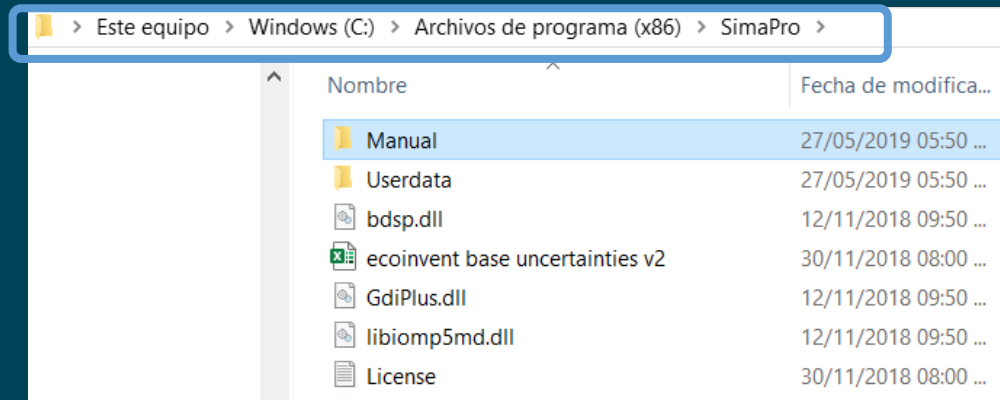 Este equipo > Windows (C:) > Archivos de programa (x86) > SimaPro >
Nombre Fecha de modifica...
Manual 27/05/2019 05:50 ...
Userdata 27/05/2019 05:50 ...
bdsp.dll 12/11/2018 09:50 ...
ecoinvent base uncertainties v2 30/11/2018 08:00 ...
GdiPlus.dll 12/11/2018 09:50 ...
libiomp5md.dll 12/11/2018 09:50 ...
License 30/11/2018 08:00 ...